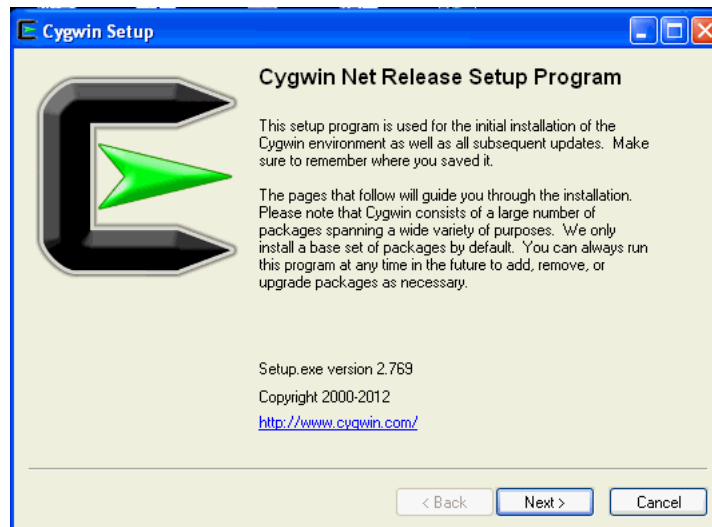 Cygwin Setup
Cygwin Net Release Setup Program
This setup program is used for the initial installation of the
Cygwin environment as well as all subsequent updates.  Make
sure to remember where you saved it.
The pages that follow will guide you through the installation.
Please note that Cygwin consists of a large number of
packages spanning a wide variety of purposes.  We only
install a base set of packages by default.  You can always run
this program at any time in the future to add, remove, or
upgrade packages as necessary.
Setup.exe version 2.769
Copyright 2000-2012
http://www.cygwin.com/
< Back
Next >
Cancel